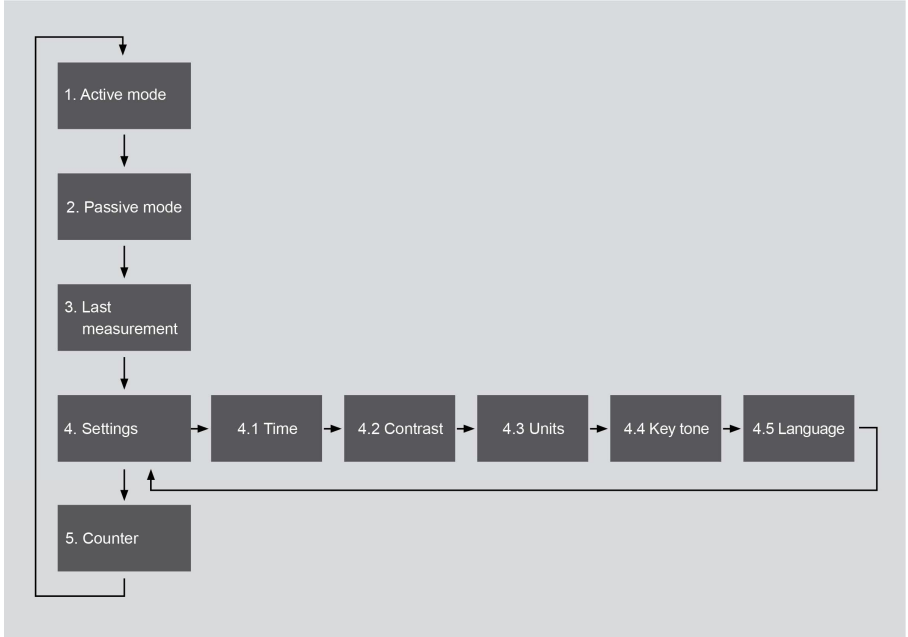 1. Active mode
2. Passive mode
3. Last
measurement
4. Settings
4.1 Time
4.2 Contrast
4.3 Units
4.4 Key tone
4.5 Language
5. Counter